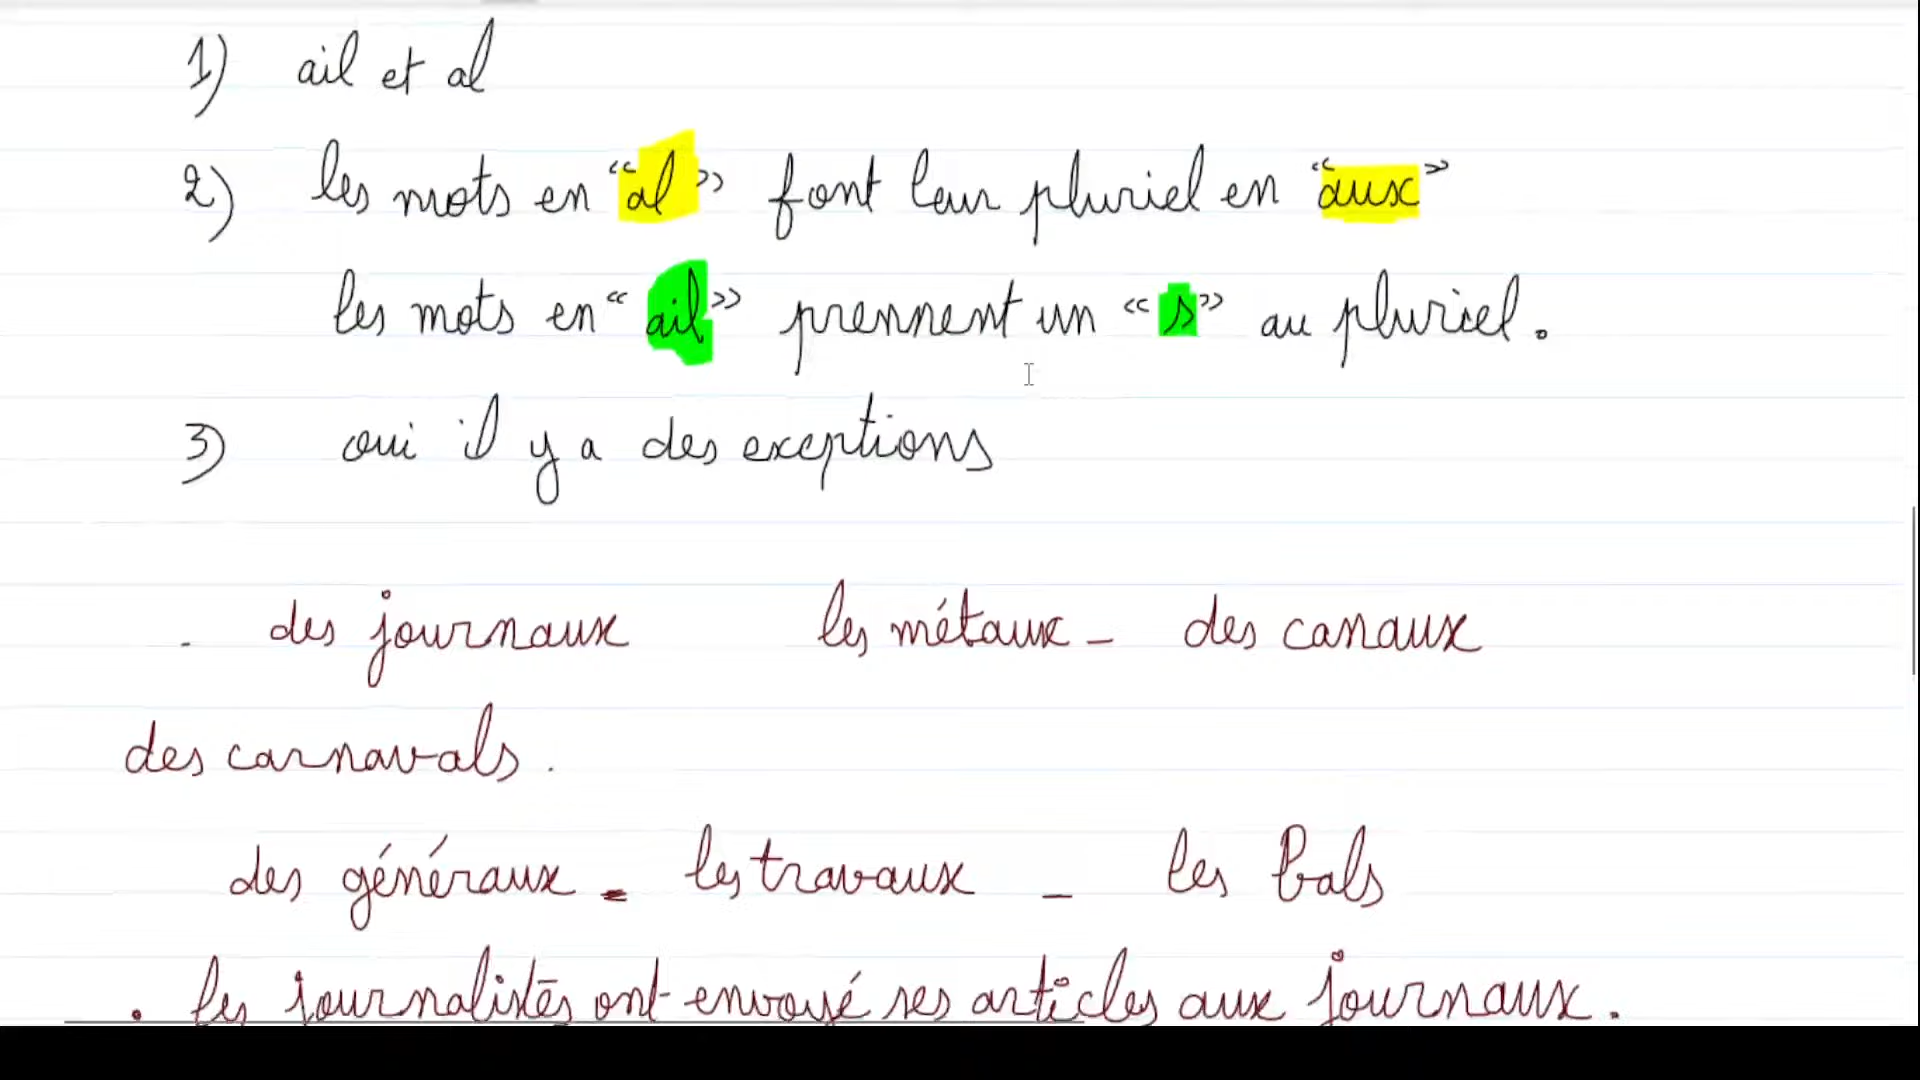 1) ail et al
2) les mots en "al" font leur pluriel en "aux"
les mots en "ail" prennent un "s" au pluriel.
3) oui il y a des exceptions
. des journaux les métaux - des canaux
des carnavals.
des généraux - les travaux - les bals
. les journalistes ont envoyé ses articles aux journaux.